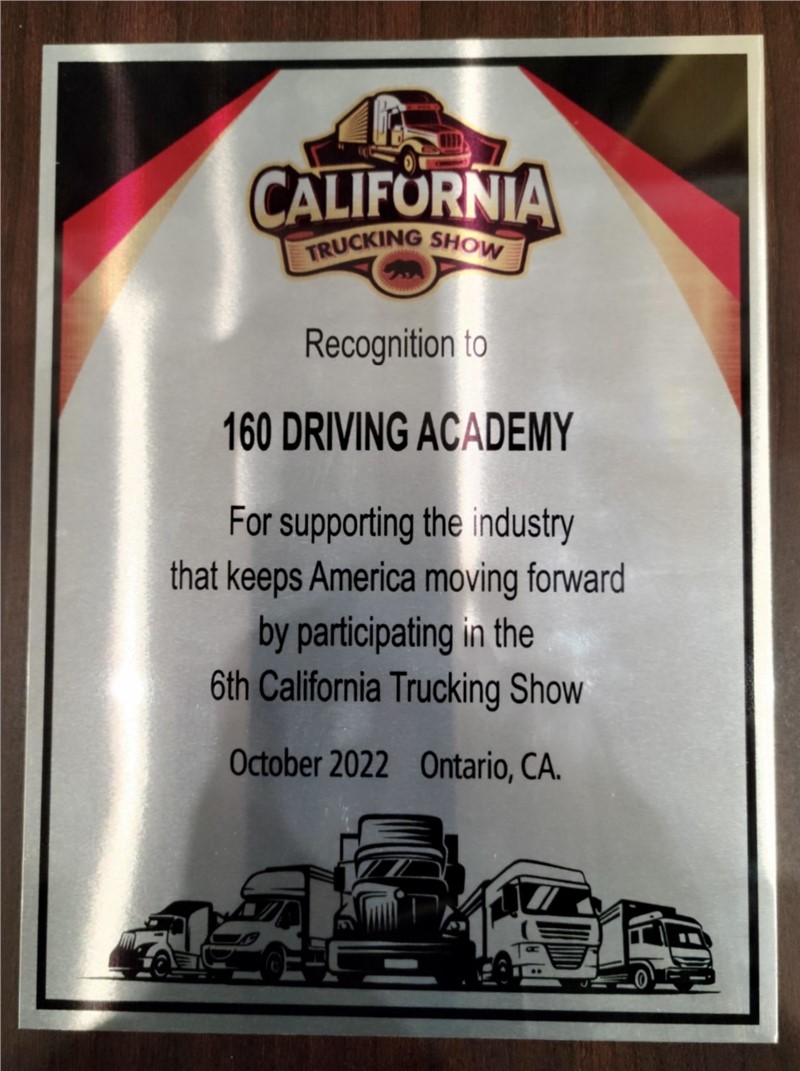 CALIFORNIA
TRUCKING SHOW
Recognition to
160 DRIVING ACADEMY
For supporting the industry
that keeps America moving forward
by participating in the
6th California Trucking Show
October 2022 Ontario, CA.